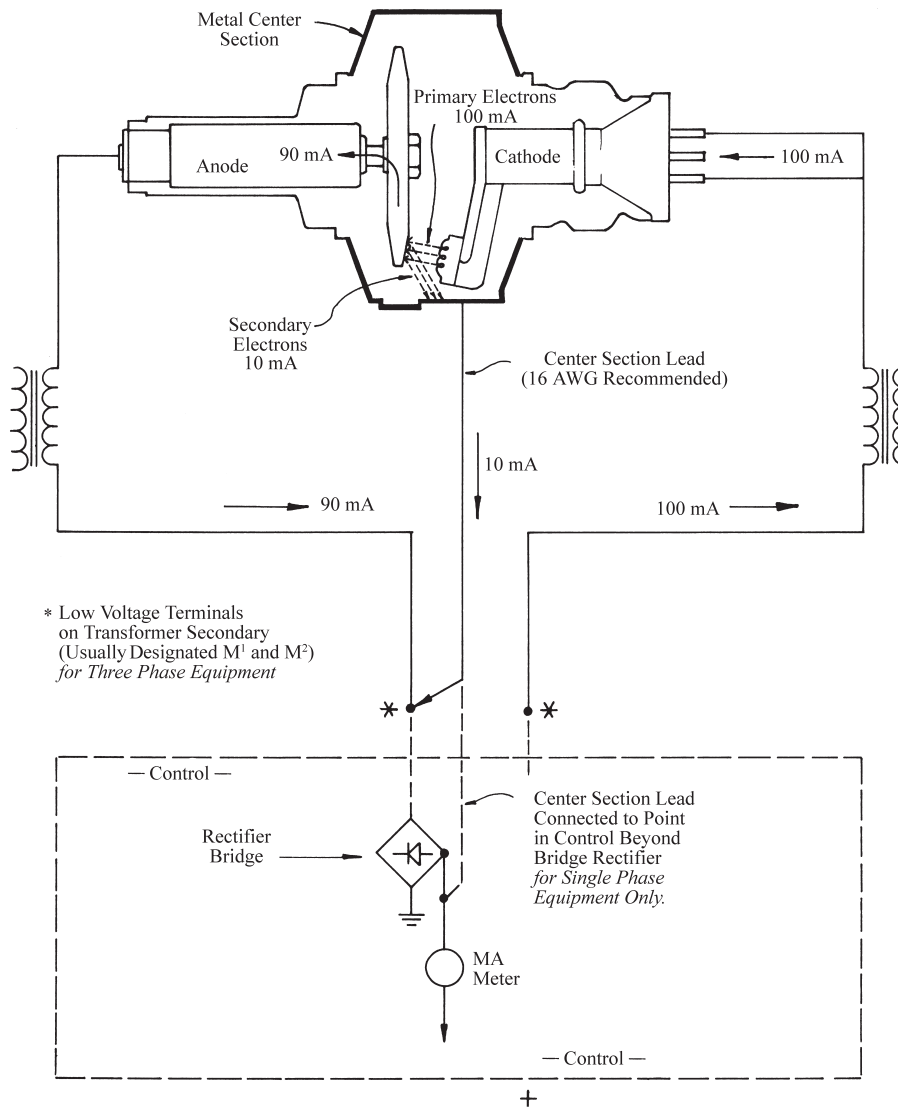 Metal Center
Section
Primary Electrons
100 mA
Anode
90 mA
Cathode
100 mA
Secondary
Electrons
10 mA
Center Section Lead
(16 AWG Recommended)
10 mA
90 mA
100 mA
* Low Voltage Terminals
on Transformer Secondary
(Usually Designated M¹ and M²)
for Three Phase Equipment
*
*
— Control —
Rectifier
Bridge
Center Section Lead
Connected to Point
in Control Beyond
Bridge Rectifier
for Single Phase
Equipment Only.
MA
Meter
— Control —
+